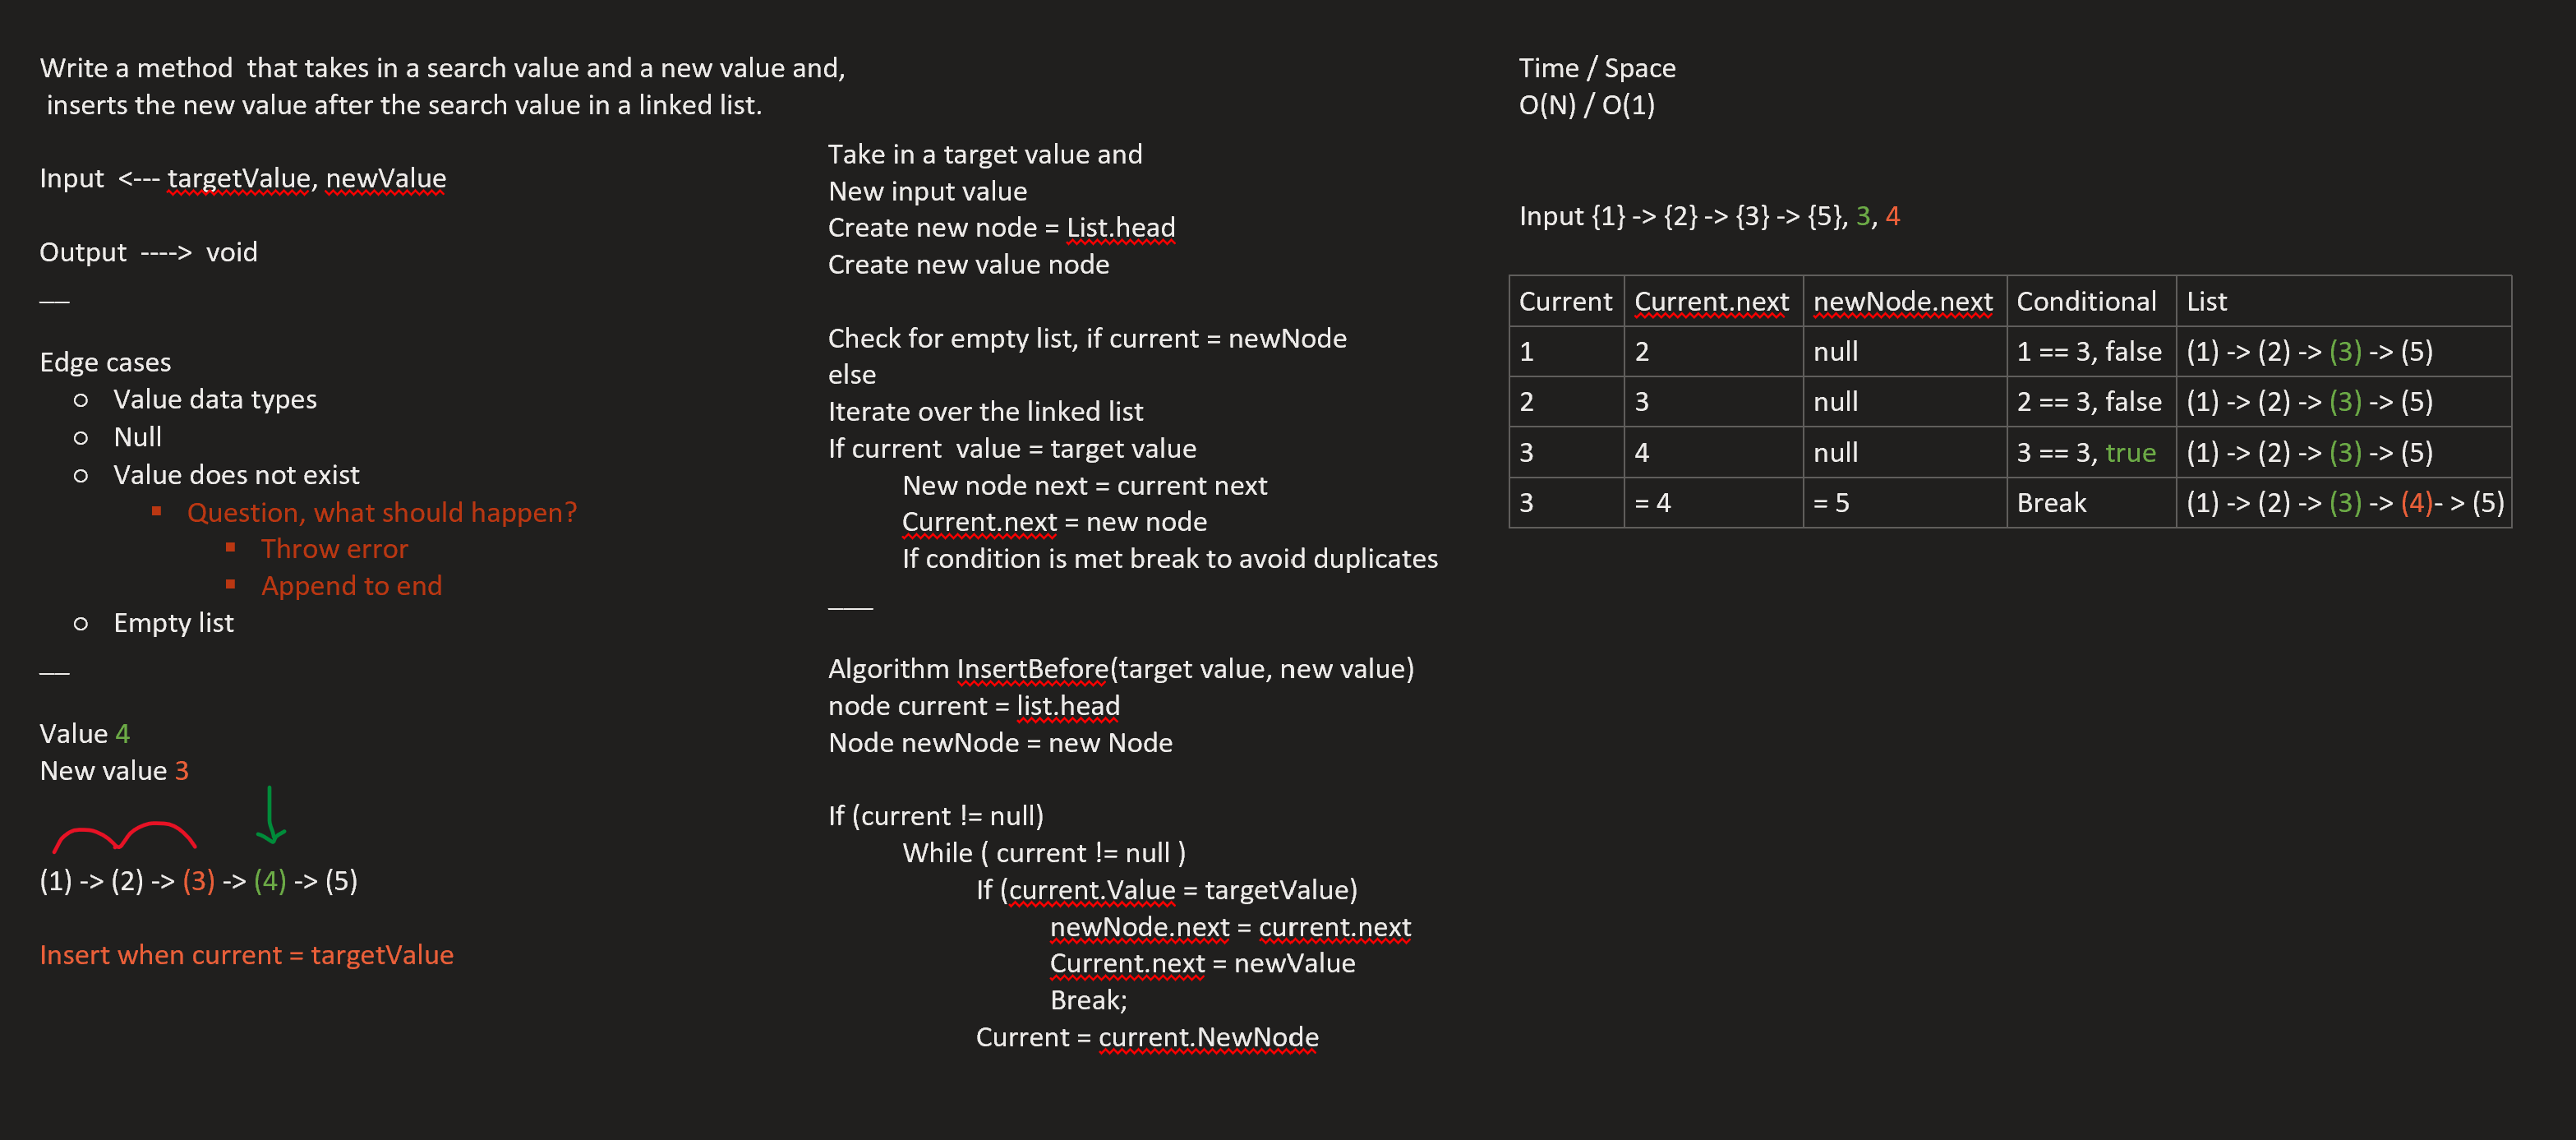 Write a method  that takes in a search value and a new value and,
inserts the new value after the search value in a linked list.
Input  <--- targetValue, newValue
Output  ---->  void
__
Edge cases
○ Value data types
○ Null
○ Value does not exist
▪ Question, what should happen?
▪ Throw error
▪ Append to end
○ Empty list
__
Value 4
New value 3
(1) -> (2) -> (3) -> (4) -> (5)
Insert when current = targetValue
Take in a target value and
New input value
Create new node = List.head
Create new value node
Check for empty list, if current = newNode
else
Iterate over the linked list
If current  value = target value
New node next = current next
Current.next = new node
If condition is met break to avoid duplicates
___
Algorithm InsertBefore(target value, new value)
node current = list.head
Node newNode = new Node
If (current != null)
While ( current != null )
If (current.Value = targetValue)
newNode.next = current.next
Current.next = newValue
Break;
Current = current.NewNode
Time / Space
O(N) / O(1)
Input {1} -> {2} -> {3} -> {5}, 3, 4
Current Current.next newNode.next Conditional List
1 2 null 1 == 3, false (1) -> (2) -> (3) -> (5)
2 3 null 2 == 3, false (1) -> (2) -> (3) -> (5)
3 4 null 3 == 3, true (1) -> (2) -> (3) -> (5)
3 = 4 = 5 Break (1) -> (2) -> (3) -> (4)- > (5)